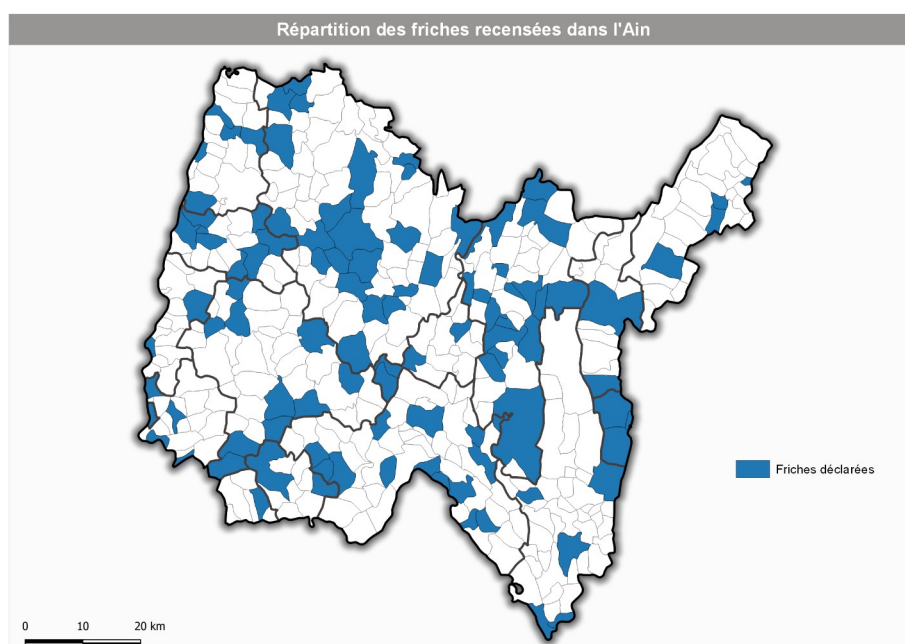 Répartition des friches recensées dans l'Ain
Friches déclarées
0 10 20 km